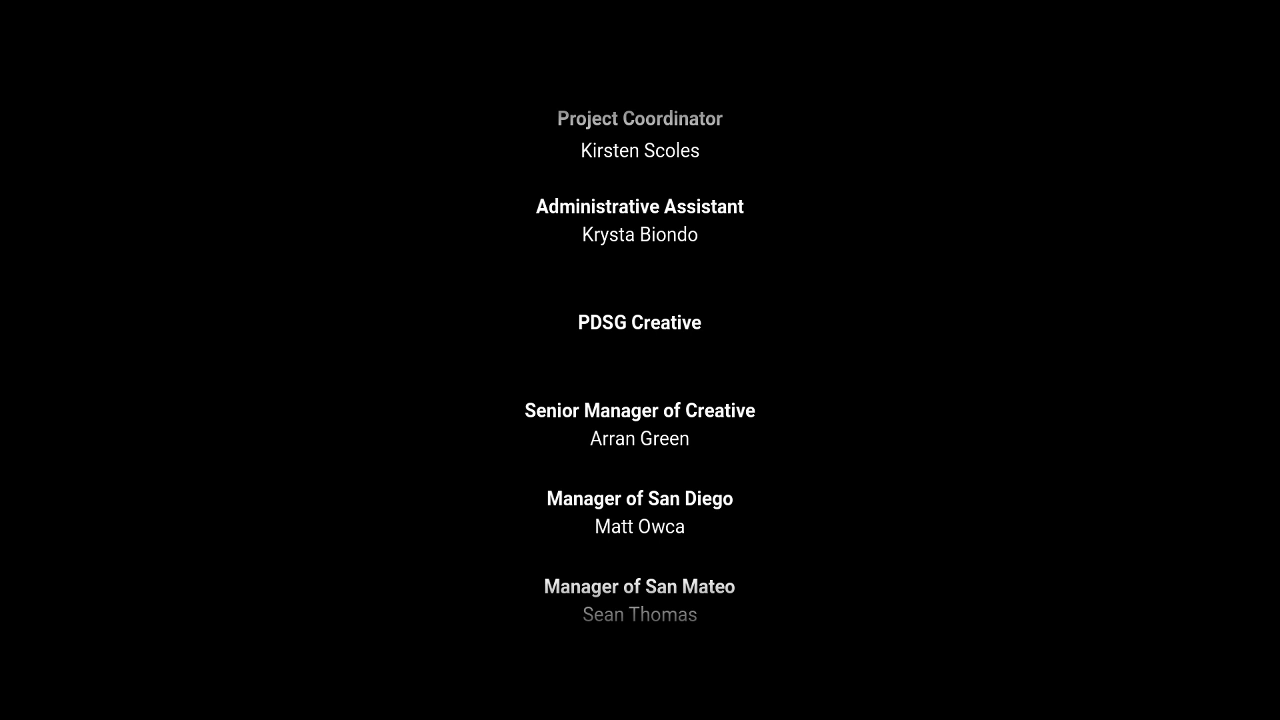 Project Coordinator
Kirsten Scoles
Administrative Assistant
Krysta Biondo
PDSG Creative
Senior Manager of Creative
Arran Green
Manager of San Diego
Matt Owca
Manager of San Mateo
Sean Thomas